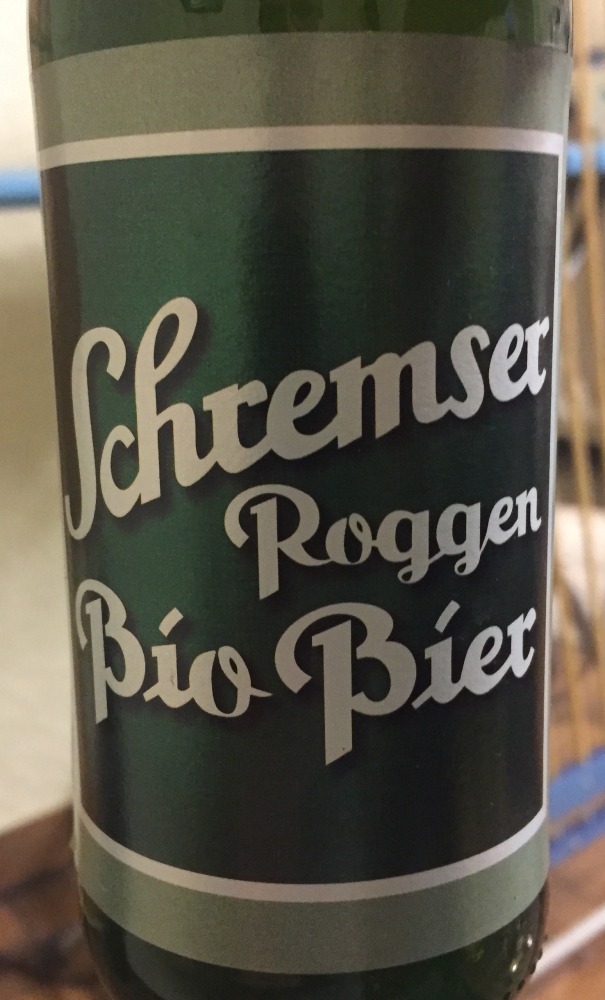 Schremser
Roggen
Bio Bier